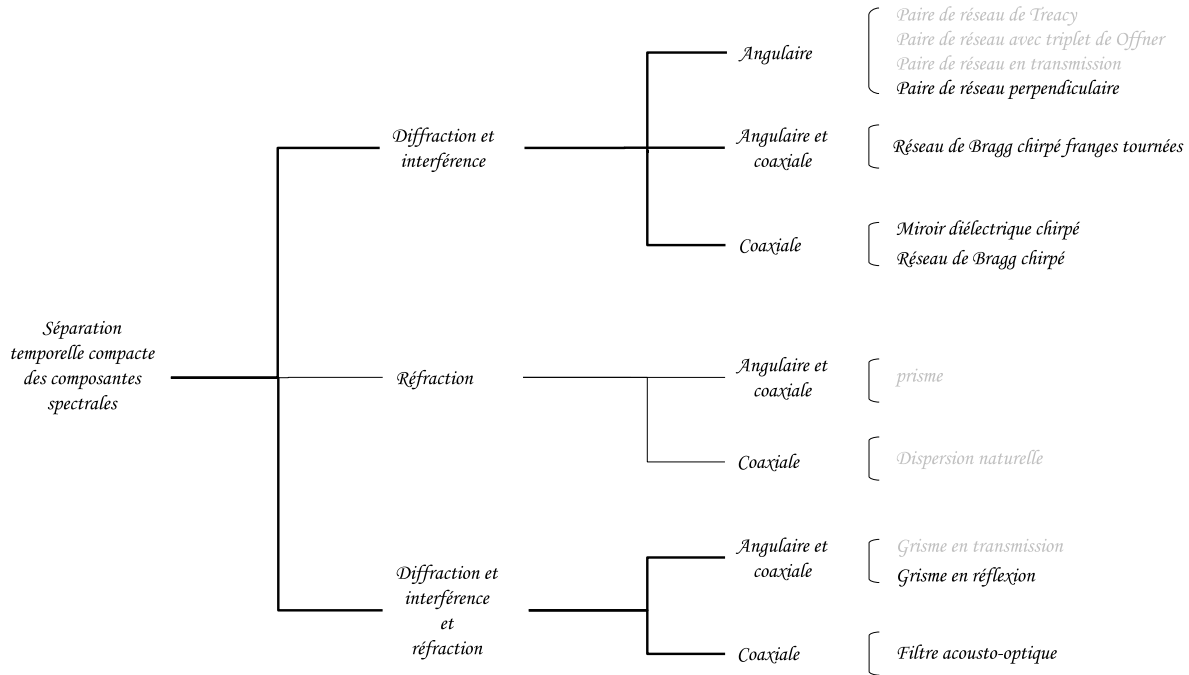 Séparation
temporelle compacte
des composantes
spectrales
Diffraction et
interférence
Angulaire
Paire de réseau de Treacy
Paire de réseau avec triplet de Offner
Paire de réseau en transmission
Paire de réseau perpendiculaire
Angulaire et
coaxiale
Réseau de Bragg chirpé franges tournées
Coaxiale
Miroir diélectrique chirpé
Réseau de Bragg chirpé
Réfraction
Angulaire et
coaxiale
prisme
Coaxiale
Dispersion naturelle
Diffraction et
interférence
et
réfraction
Angulaire et
coaxiale
Grisme en transmission
Grisme en réflexion
Coaxiale
Filtre acousto-optique